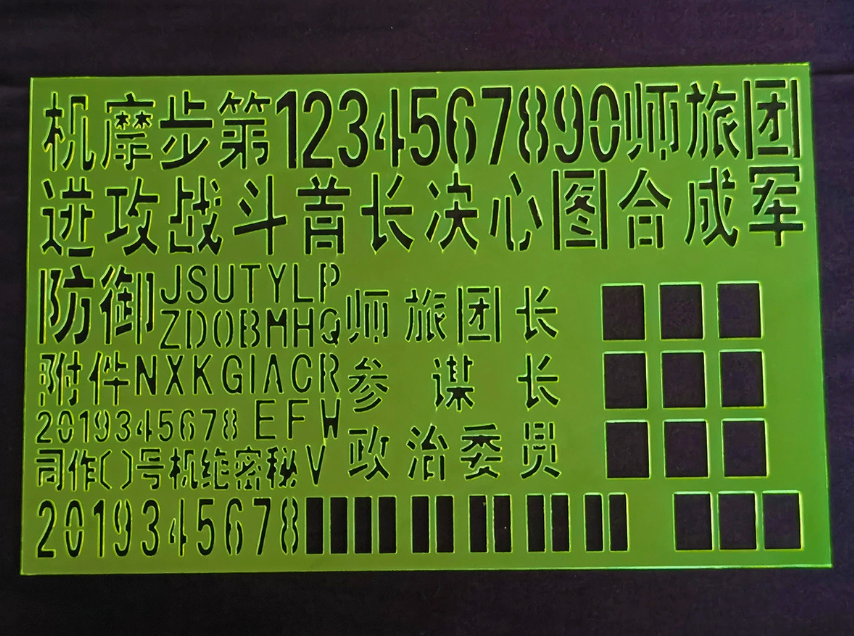 机摩步第1234567890师旅团
进攻战斗首长决心图合成军
防御JSUTYLP
ZDOBMHQ师 旅团 长
附件NXKGIACR参 谋 长
2019345678 EFW
司作()号机绝密秘V 政治委员
2019345678